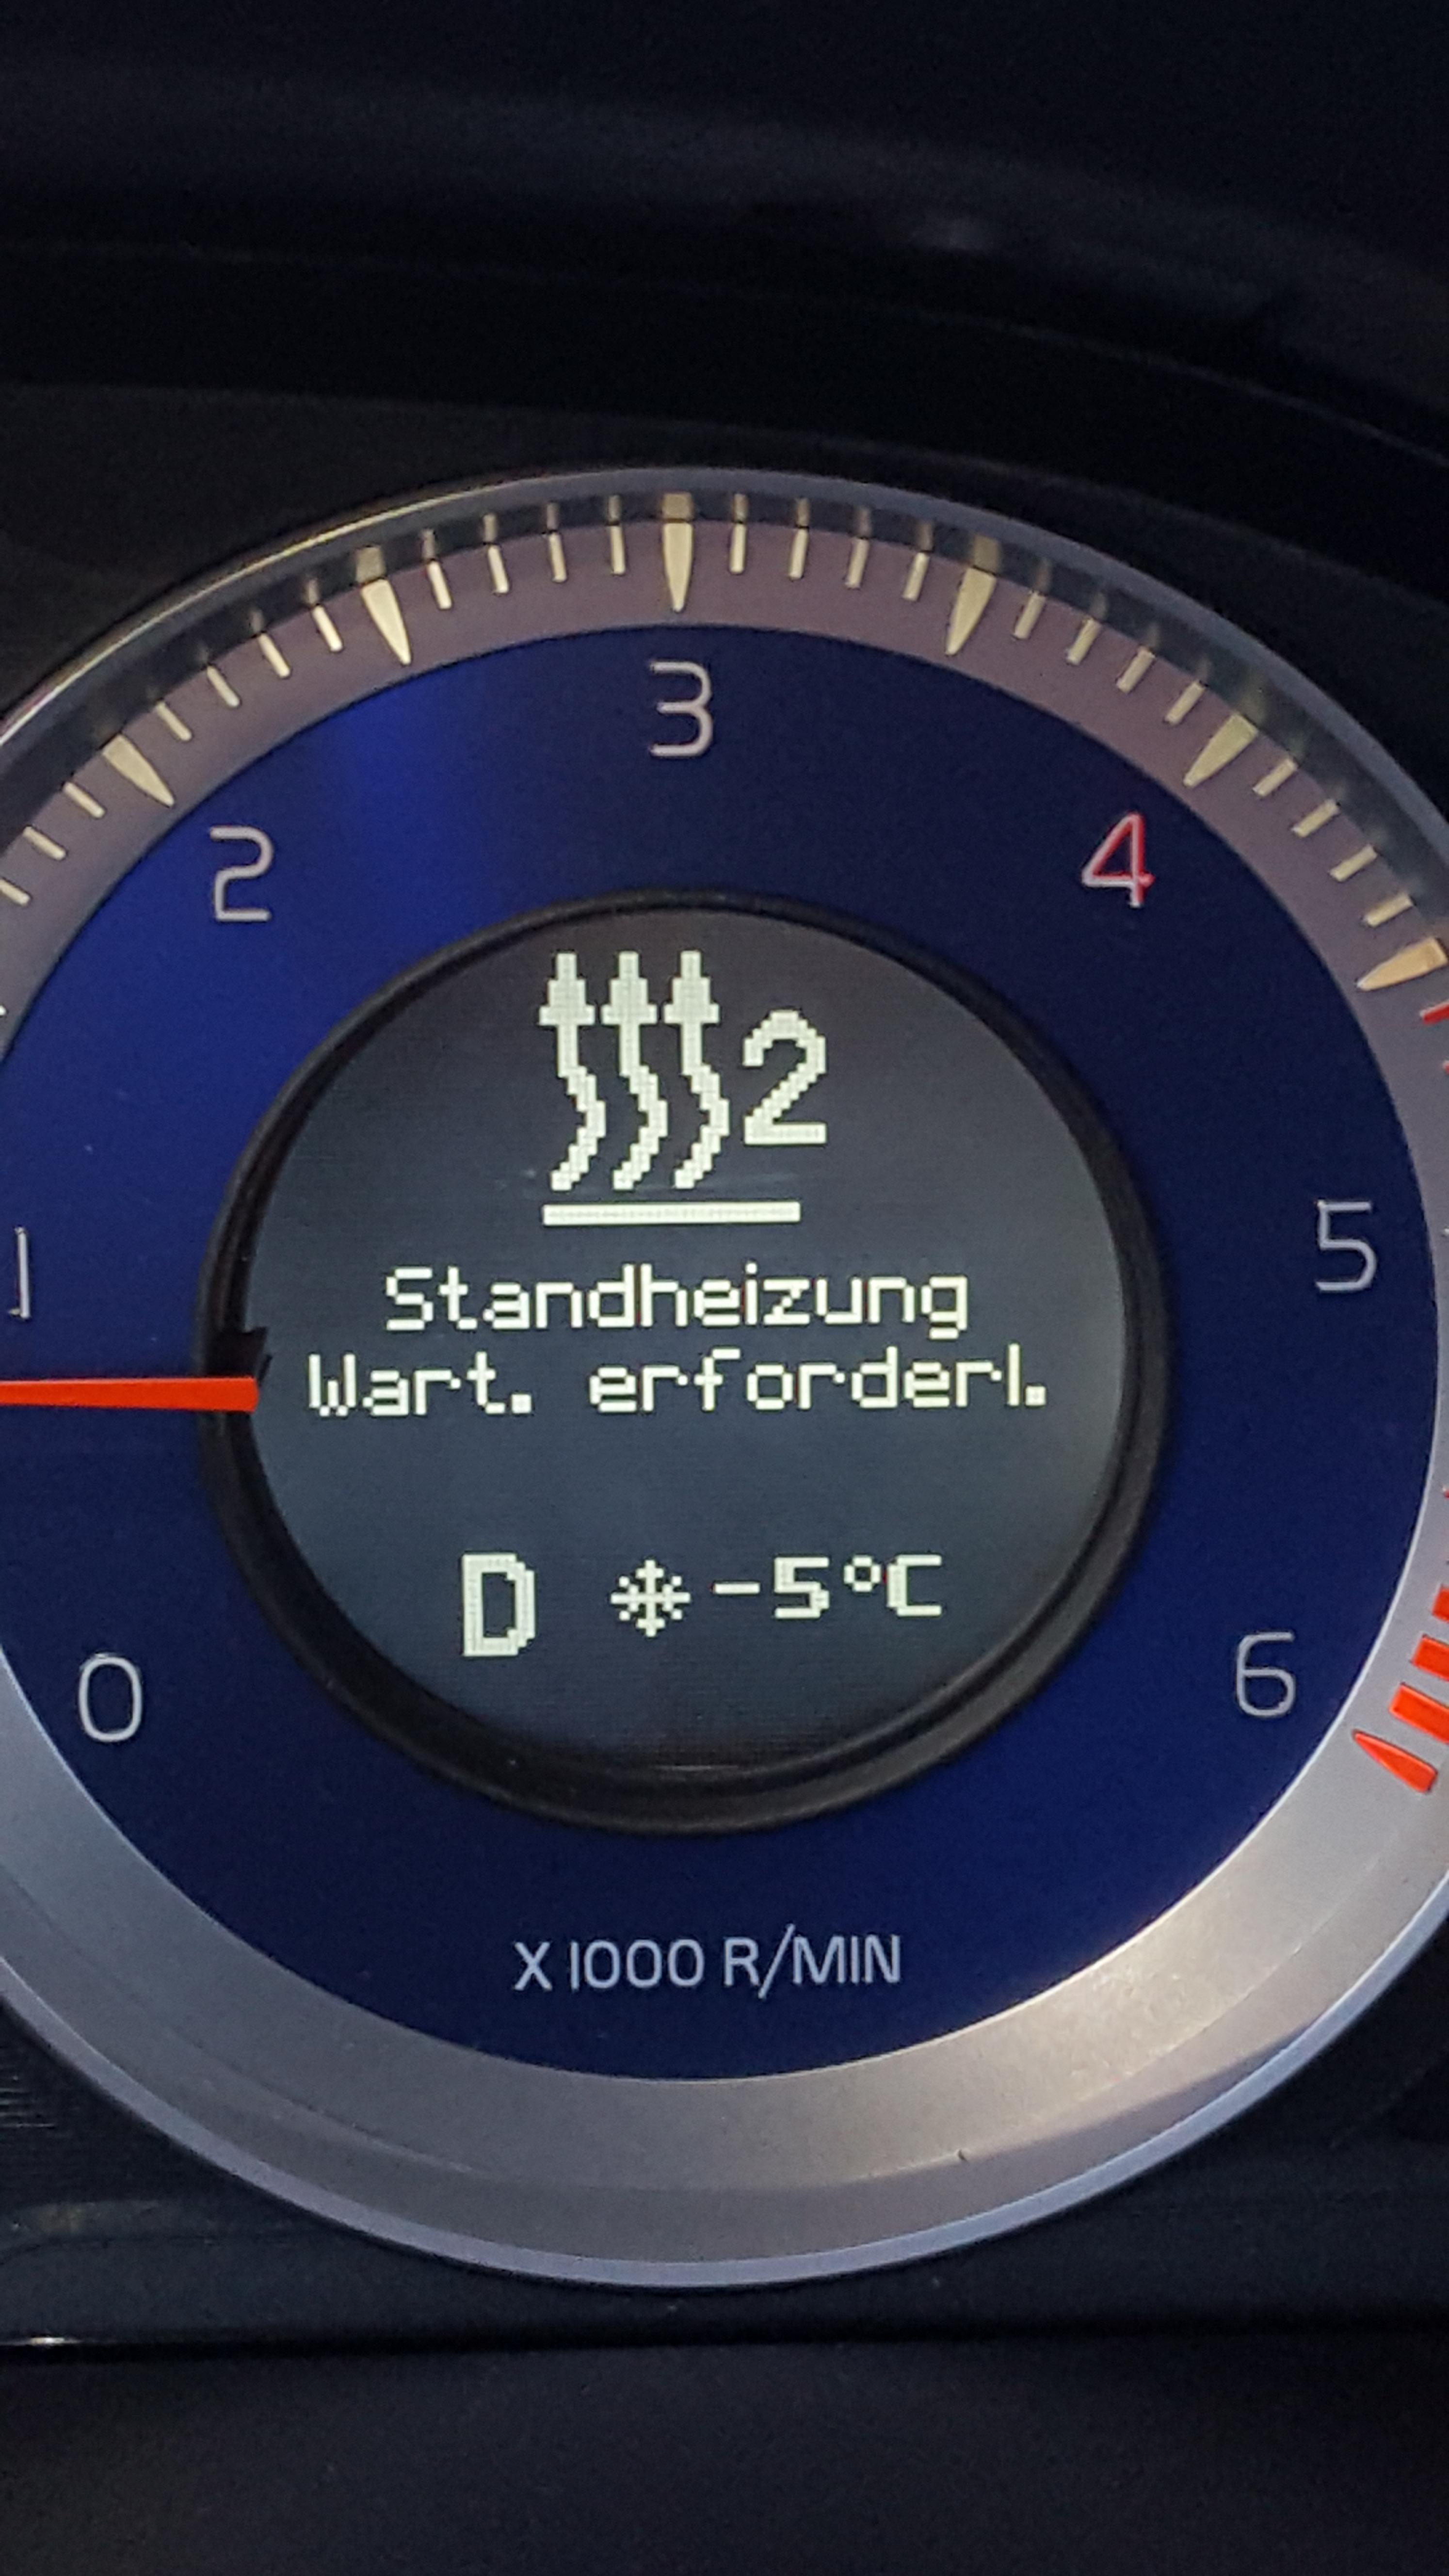 3
2
4
2
1
5
Standheizung
Wart. erforderl.
D -5°C
0
6
X 1000 R/MIN